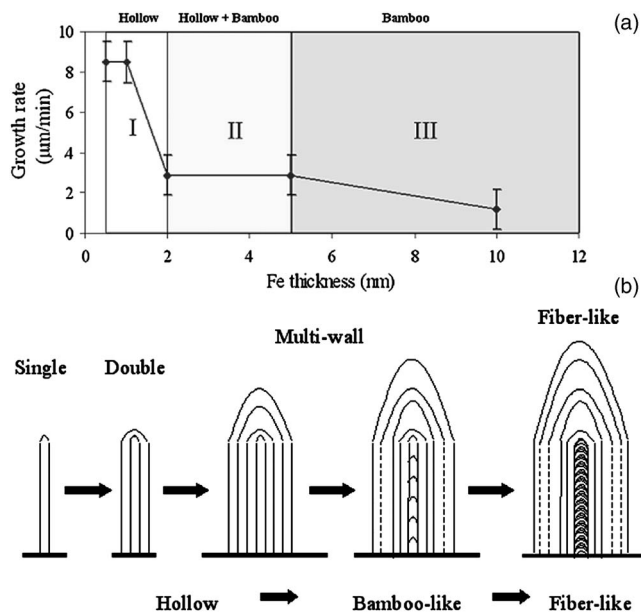 Hollow
Hollow + Bamboo
Bamboo
(a)
Growth rate
(μm/min)
10
8
6
4
2
0
I
II
III
0
2
4
6
8
10
12
Fe thickness (nm)
(b)
Fiber-like
Multi-wall
Single
Double
Hollow
Bamboo-like
Fiber-like